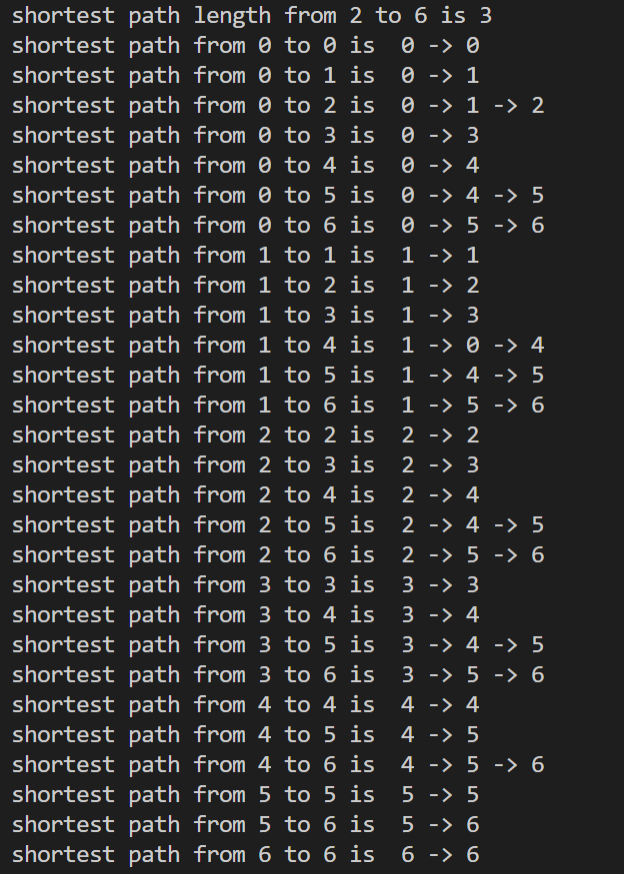 shortest path length from 2 to 6 is 3
shortest path from 0 to 0 is  0 -> 0
shortest path from 0 to 1 is  0 -> 1
shortest path from 0 to 2 is  0 -> 1 -> 2
shortest path from 0 to 3 is  0 -> 3
shortest path from 0 to 4 is  0 -> 4
shortest path from 0 to 5 is  0 -> 4 -> 5
shortest path from 0 to 6 is  0 -> 5 -> 6
shortest path from 1 to 1 is  1 -> 1
shortest path from 1 to 2 is  1 -> 2
shortest path from 1 to 3 is  1 -> 3
shortest path from 1 to 4 is  1 -> 0 -> 4
shortest path from 1 to 5 is  1 -> 4 -> 5
shortest path from 1 to 6 is  1 -> 5 -> 6
shortest path from 2 to 2 is  2 -> 2
shortest path from 2 to 3 is  2 -> 3
shortest path from 2 to 4 is  2 -> 4
shortest path from 2 to 5 is  2 -> 4 -> 5
shortest path from 2 to 6 is  2 -> 5 -> 6
shortest path from 3 to 3 is  3 -> 3
shortest path from 3 to 4 is  3 -> 4
shortest path from 3 to 5 is  3 -> 4 -> 5
shortest path from 3 to 6 is  3 -> 5 -> 6
shortest path from 4 to 4 is  4 -> 4
shortest path from 4 to 5 is  4 -> 5
shortest path from 4 to 6 is  4 -> 5 -> 6
shortest path from 5 to 5 is  5 -> 5
shortest path from 5 to 6 is  5 -> 6
shortest path from 6 to 6 is  6 -> 6